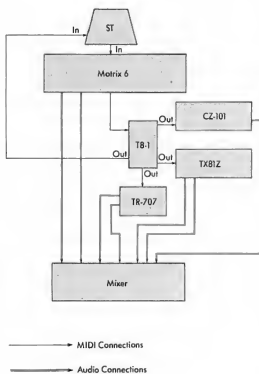 ST
In
In
Matrix 6
T8-1
Out
CZ-101
Out
Out
TX81Z
Out
TR-707
Mixer
MIDI Connections
Audio Connections